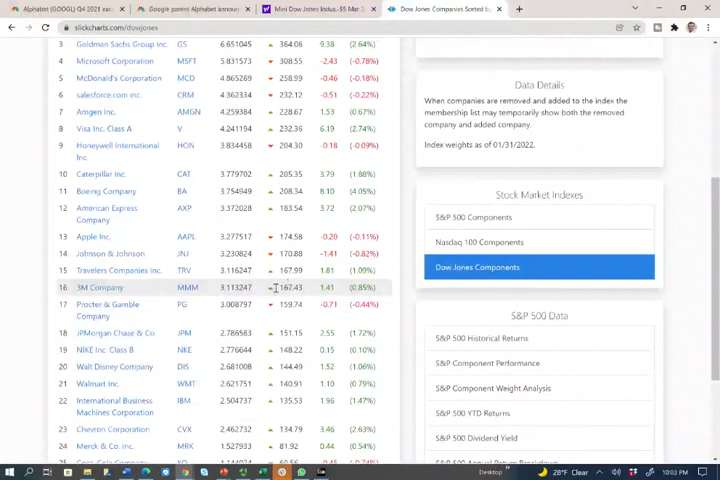 Alphabet (GOOGL) Q4 2021 earn
Google parent Alphabet announc
Mini Dow Jones Indus.-$5 Mar 2
Dow Jones Companies Sorted by
slickcharts.com/dowjones
3 Goldman Sachs Group Inc. GS 6.651045 364.06 9.38 (2.64%)
4 Microsoft Corporation MSFT 5.831573 308.55 -2.43 (-0.78%)
5 McDonald's Corporation MCD 4.865269 258.99 -0.46 (-0.18%)
6 salesforce.com inc. CRM 4.362334 232.12 -0.51 (-0.22%)
7 Amgen Inc. AMGN 4.259384 228.67 1.53 (0.67%)
8 Visa Inc. Class A V 4.241194 232.36 6.19 (2.74%)
9 Honeywell International HON 3.834458 204.30 -0.18 (-0.09%)
Inc.
10 Caterpillar Inc. CAT 3.779702 205.35 3.79 (1.88%)
11 Boeing Company BA 3.754949 208.34 8.10 (4.05%)
12 American Express AXP 3.372028 183.54 3.72 (2.07%)
Company
13 Apple Inc. AAPL 3.277517 174.58 -0.20 (-0.11%)
14 Johnson & Johnson JNJ 3.230824 170.88 -1.41 (-0.82%)
15 Travelers Companies Inc. TRV 3.116247 167.99 1.81 (1.09%)
16 3M Company MMM 3.113247 167.43 1.41 (0.85%)
17 Procter & Gamble PG 3.008797 159.74 -0.71 (-0.44%)
Company
18 JPMorgan Chase & Co. JPM 2.786583 151.15 2.55 (1.72%)
19 NIKE Inc. Class B NKE 2.776644 148.22 0.15 (0.10%)
20 Walt Disney Company DIS 2.681008 144.49 1.52 (1.06%)
21 Walmart Inc. WMT 2.621751 140.91 1.10 (0.79%)
22 International Business IBM 2.504737 135.53 1.96 (1.47%)
Machines Corporation
23 Chevron Corporation CVX 2.462732 134.79 3.46 (2.63%)
24 Merck & Co. Inc. MRK 1.527933 81.92 0.44 (0.54%)
Data Details
When companies are removed and added to the index the
membership list may temporarily show both the removed
company and added company.
Index weights as of 01/31/2022.
Stock Market Indexes
S&P 500 Components
Nasdaq 100 Components
Dow Jones Components
S&P 500 Data
S&P 500 Historical Returns
S&P Component Performance
S&P Component Weight Analysis
S&P 500 YTD Returns
S&P 500 Dividend Yield
Desktop
28°F Clear
10:03 PM